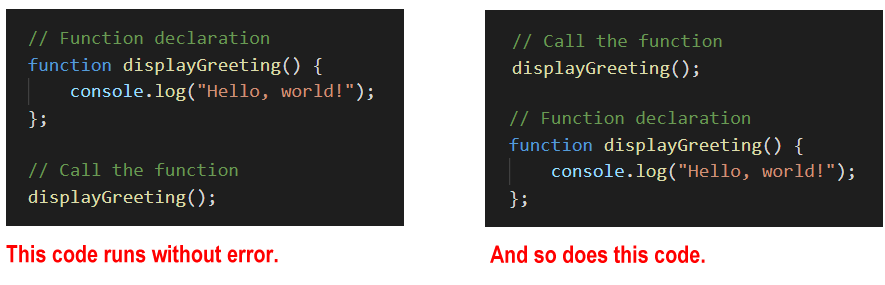 // Function declaration
function displayGreeting() {
    console.log("Hello, world!");
};
// Call the function
displayGreeting();
This code runs without error.
// Call the function
displayGreeting();
// Function declaration
function displayGreeting() {
    console.log("Hello, world!");
};
And so does this code.